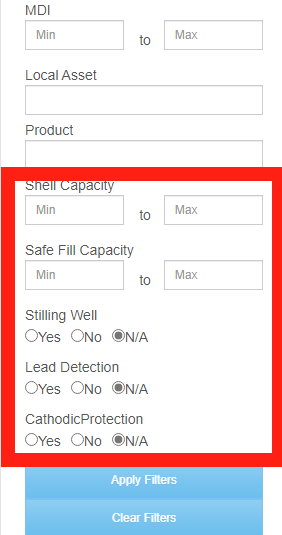 MDI
Min to Max
Local Asset
Product
Shell Capacity
Min to Max
Safe Fill Capacity
Min to Max
Stilling Well
Yes No N/A
Lead Detection
Yes No N/A
CathodicProtection
Yes No N/A
Apply Filters
Clear Filters